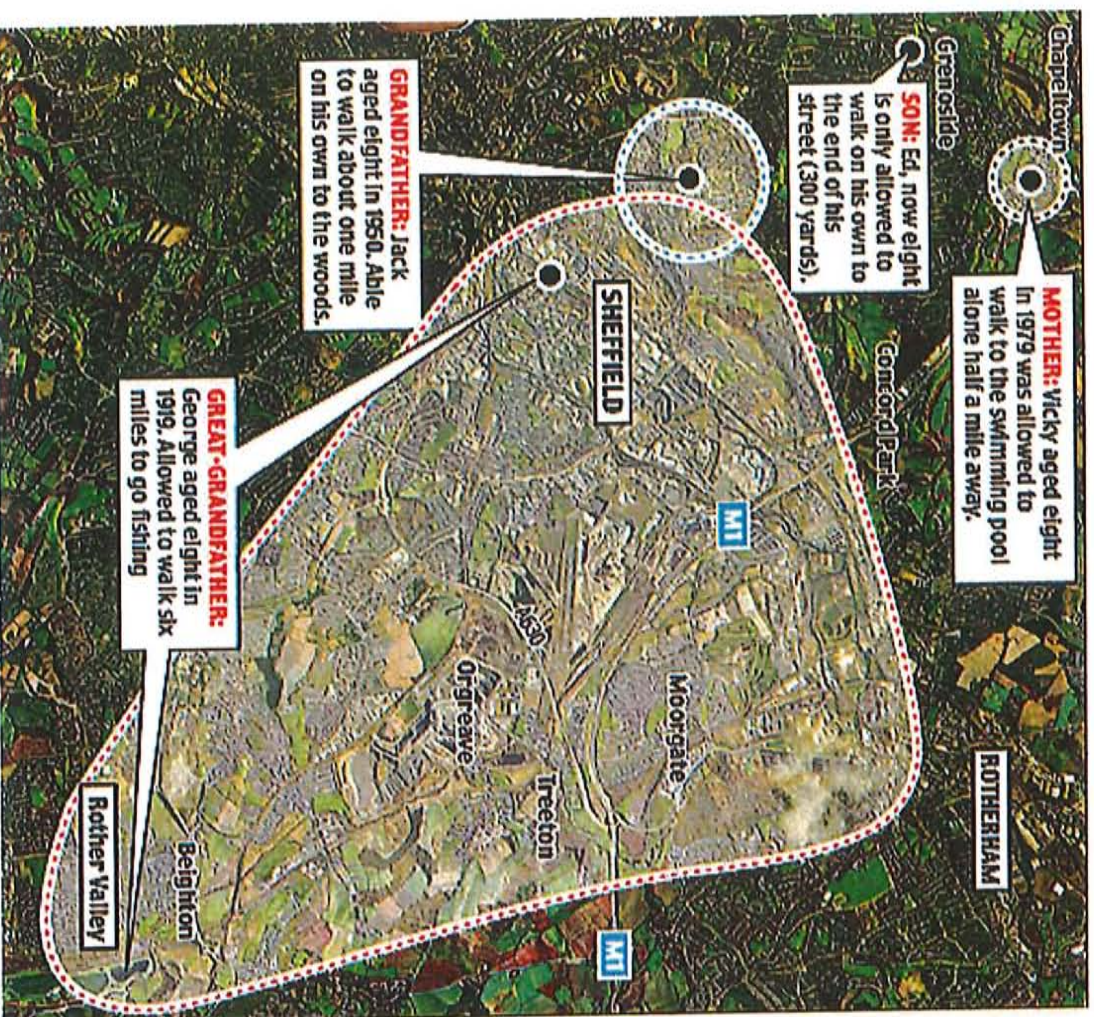 Chapeltown
MOTHER: Vicky aged eight
in 1979 was allowed to
walk to the swimming pool
alone half a mile away.
ROTHERHAM
Grenoside
SON: Ed, now eight
is only allowed to
walk on his own to
the end of his
street (300 yards).
Concord Park
M1
Moorgate
M1
SHEFFIELD
A630
Treeton
Orgreave
GRANDFATHER: Jack
aged eight in 1950. Able
to walk about one mile
on his own to the woods.
GREAT-GRANDFATHER:
George aged eight in
1919. Allowed to walk six
miles to go fishing
Beighton
Rother Valley